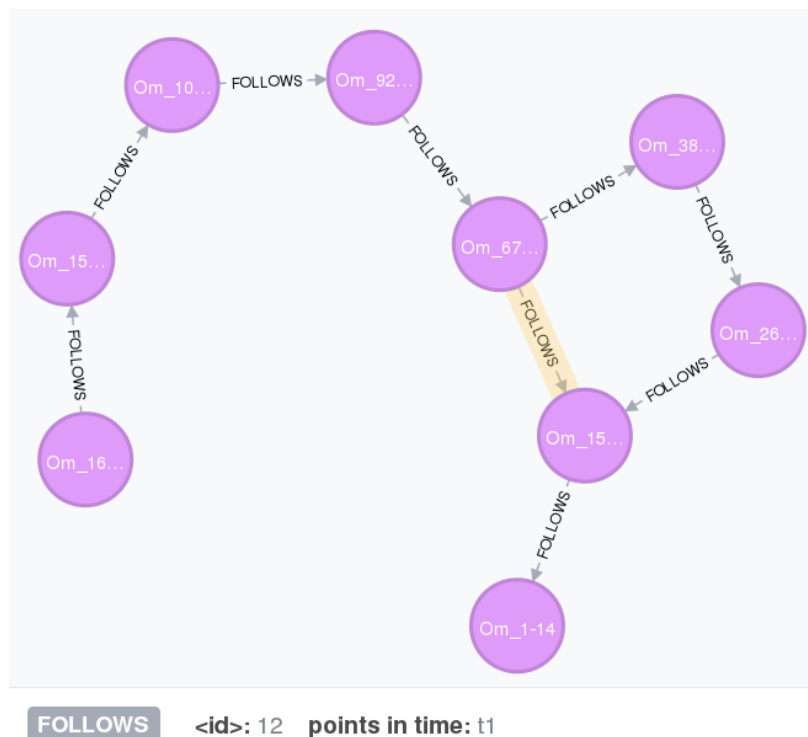 Om_10...
FOLLOWS
Om_92...
FOLLOWS
FOLLOWS
Om_38...
FOLLOWS
FOLLOWS
Om_15...
Om_67...
FOLLOWS
FOLLOWS
Om_26...
FOLLOWS
Om_16...
Om_15...
FOLLOWS
Om_1-14
FOLLOWS <id>: 12 points in time: t1